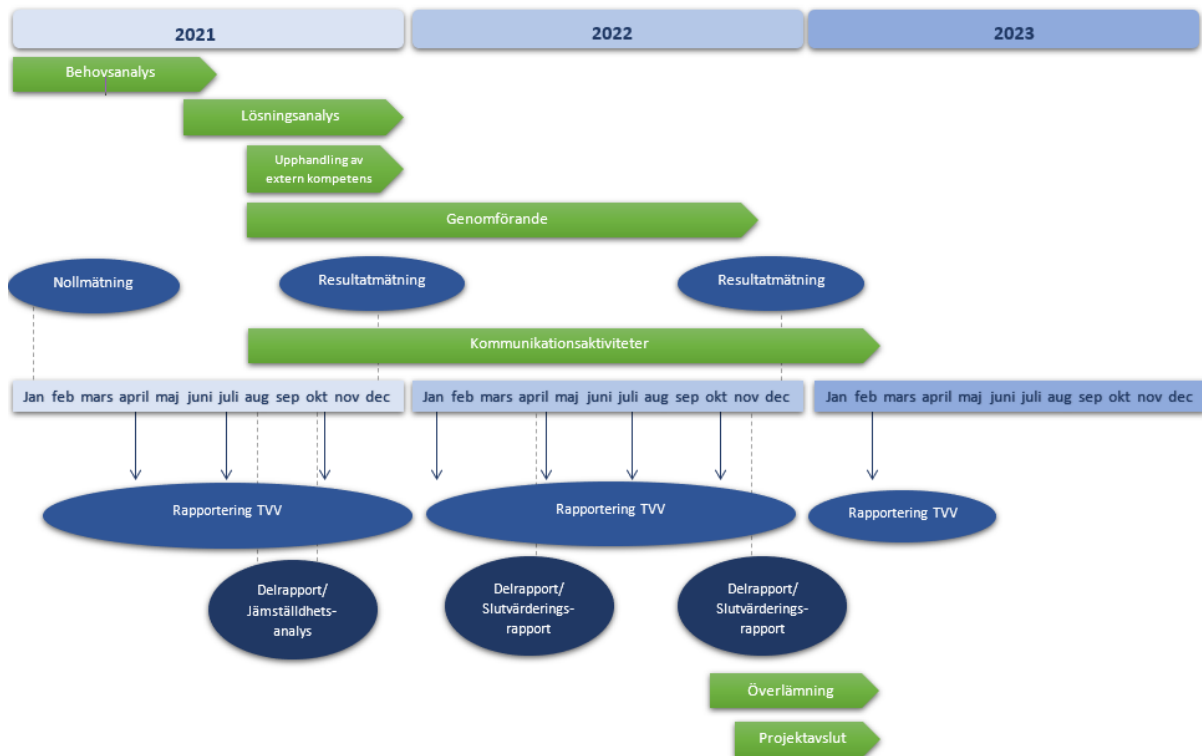 2021
2022
2023
Behovsanalys
Lösningsanalys
Upphandling av
extern kompetens
Genomförande
Nollmätning
Resultatmätning
Resultatmätning
Kommunikationsaktiviteter
Jan feb mars april maj juni juli aug sep okt nov dec
Jan feb mars april maj juni juli aug sep okt nov dec
Jan feb mars april maj juni juli aug sep okt nov dec
Rapportering TVV
Rapportering TVV
Rapportering TVV
Delrapport/
Jämställdhets-
analys
Delrapport/
Slutvärderings-
rapport
Delrapport/
Slutvärderings-
rapport
Överlämning
Projektavslut